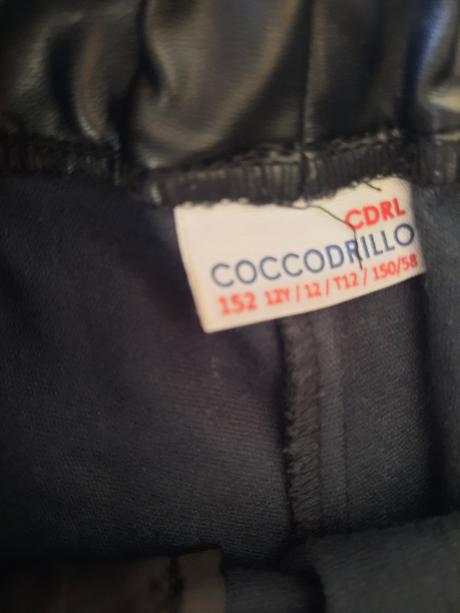 CDRL
COCCODRILLO
152 12Y / 12 / T12 / 150/58